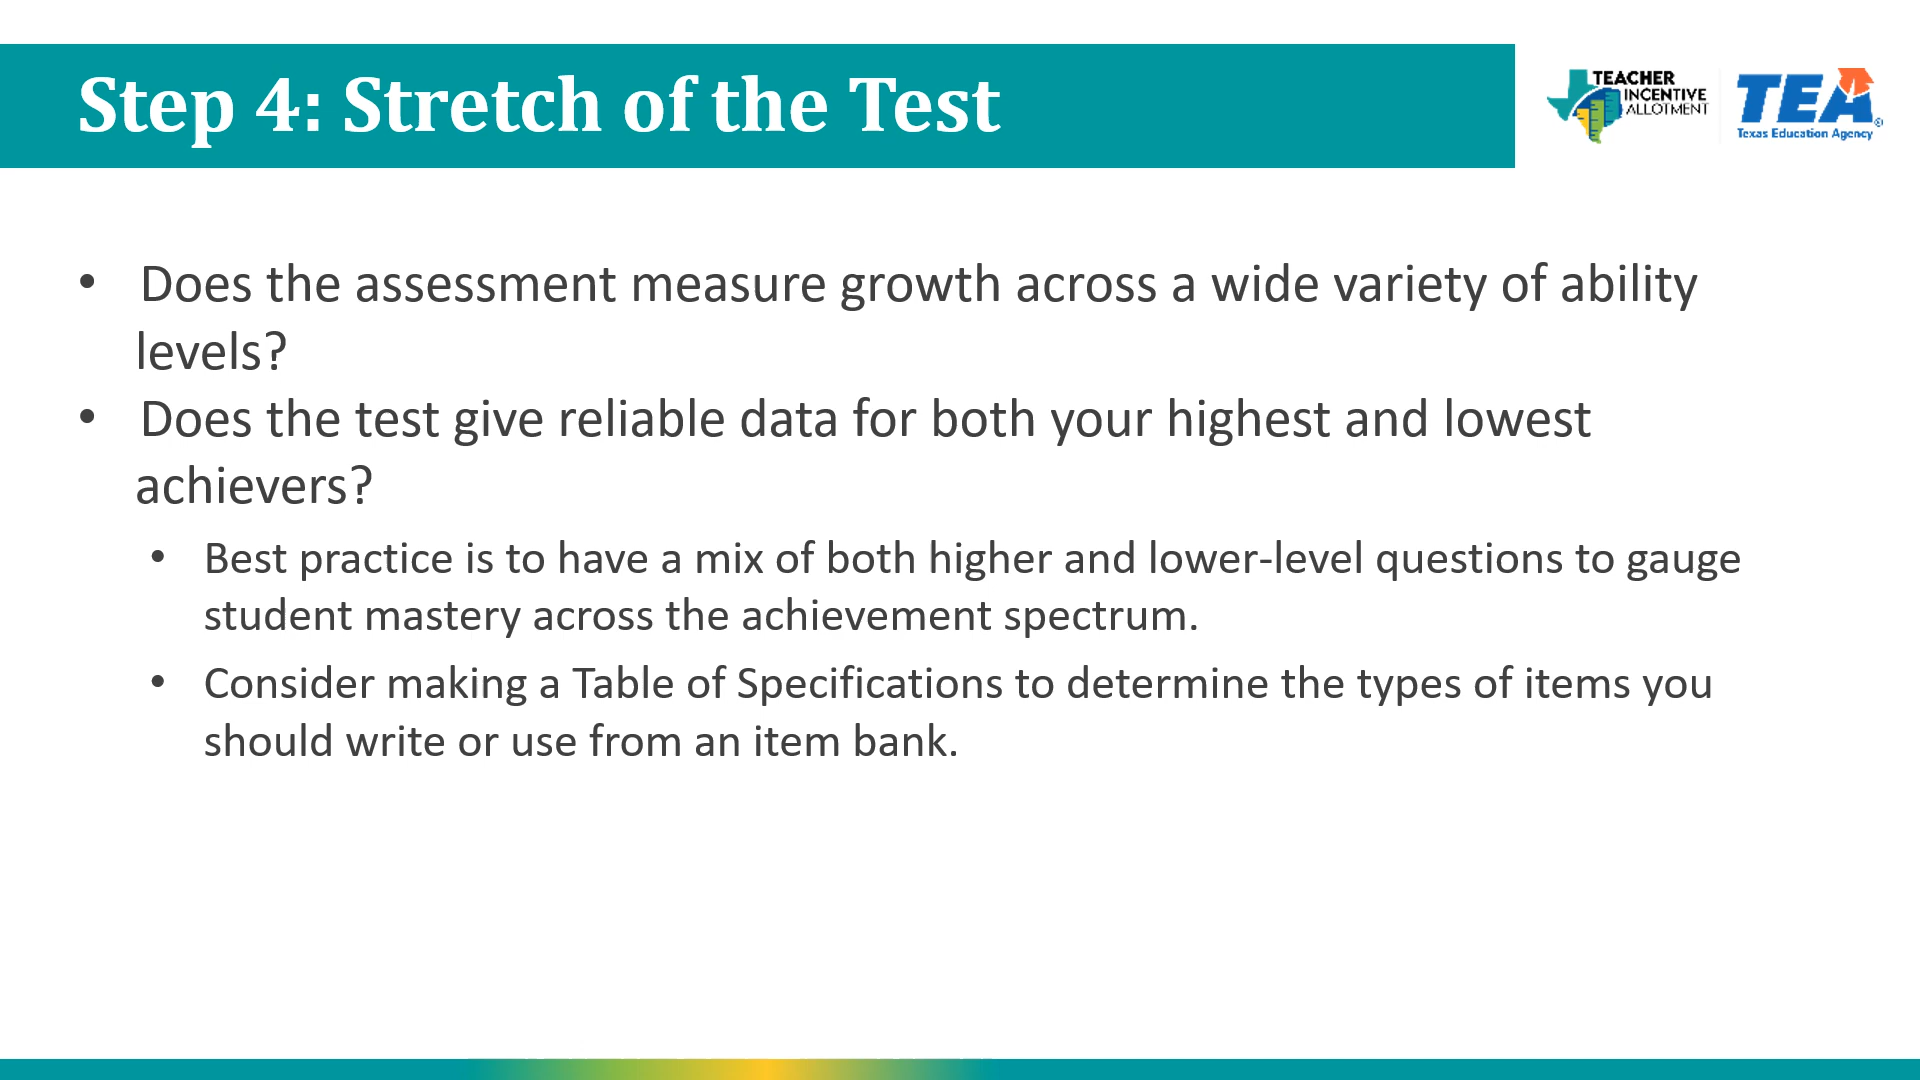 Step 4: Stretch of the Test
TEACHER
INCENTIVE
ALLOTMENT
TEA
®
Texas Education Agency
• Does the assessment measure growth across a wide variety of ability
levels?
• Does the test give reliable data for both your highest and lowest
achievers?
• Best practice is to have a mix of both higher and lower-level questions to gauge
student mastery across the achievement spectrum.
• Consider making a Table of Specifications to determine the types of items you
should write or use from an item bank.